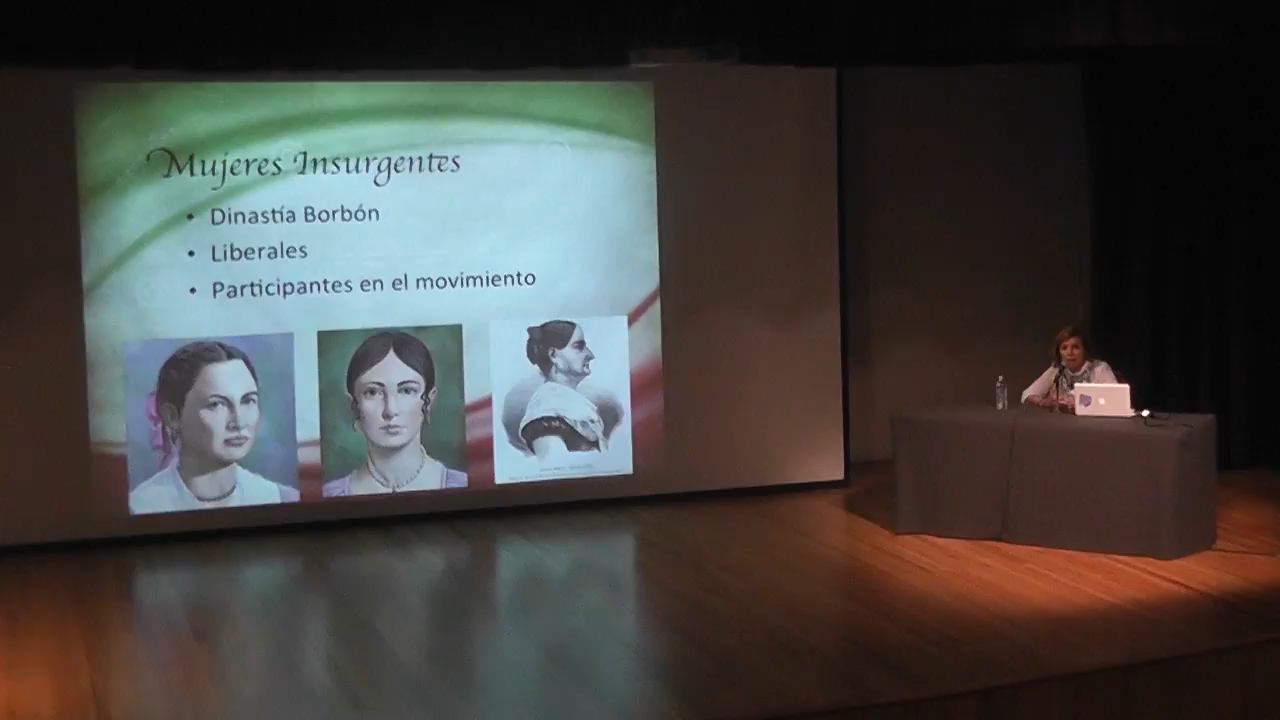 Mujeres Insurgentes
• Dinastía Borbón
• Liberales
• Participantes en el movimiento